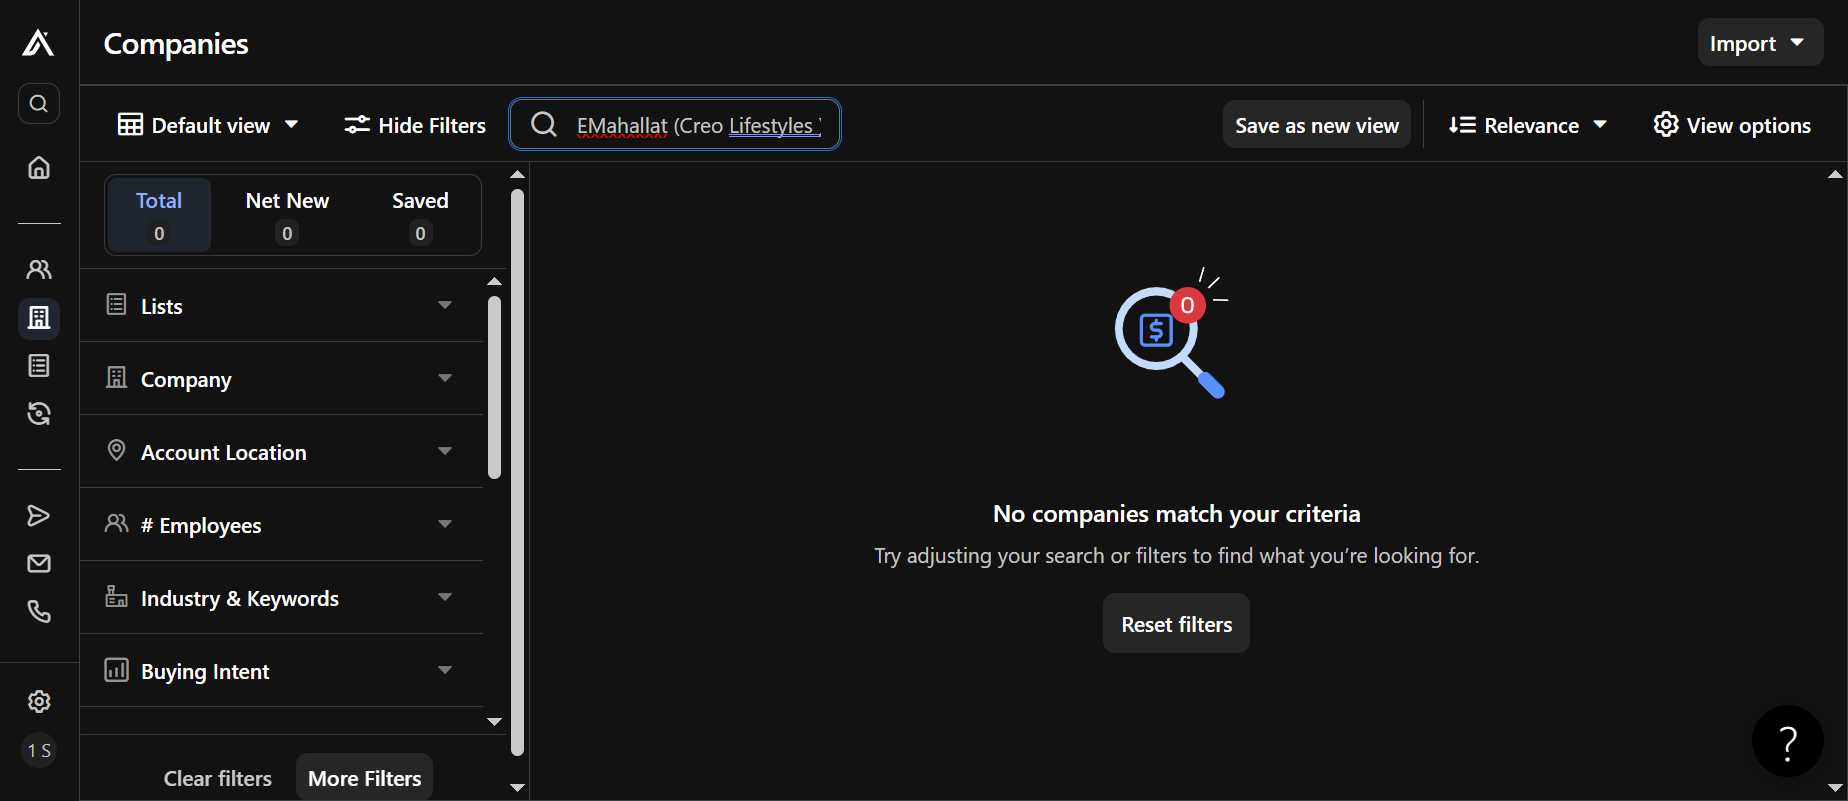 Companies
Import
Default view
Hide Filters
EMahallat (Creo Lifestyles
Save as new view
Relevance
View options
Total
0
Net New
0
Saved
0
Lists
Company
Account Location
# Employees
Industry & Keywords
Buying Intent
Clear filters
More Filters
0
$
No companies match your criteria
Try adjusting your search or filters to find what you’re looking for.
Reset filters
1 S
?